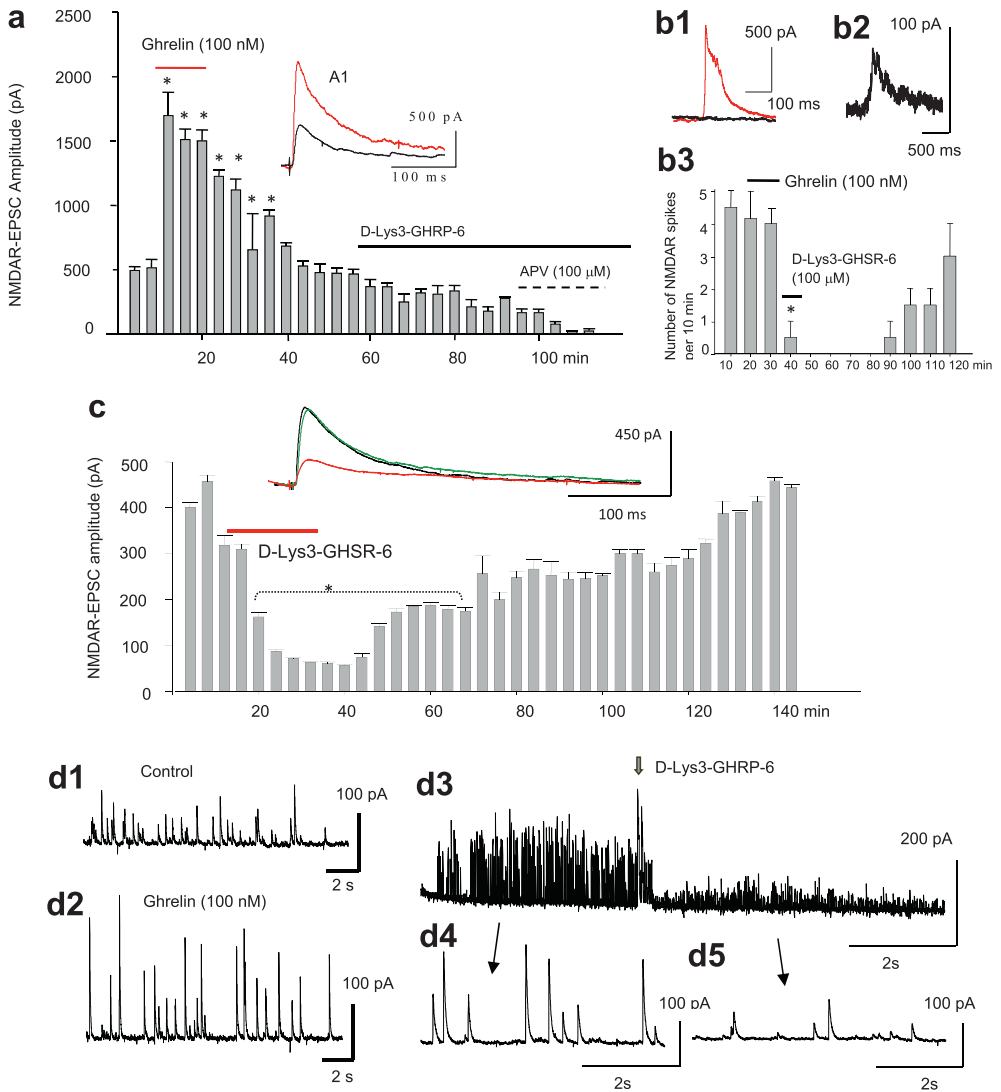 a
Ghrelin (100 nM)
NMDAR-EPSC Amplitude (pA)
2500
2000
1500
1000
500
0
* * * * * * *
A1
500 pA
100 ms
D-Lys3-GHRP-6
APV (100 µM)
20 40 60 80 100 min
b1
500 pA
100 ms
b2
100 pA
500 ms
b3
Ghrelin (100 nM)
Number of NMDAR spikes
per 10 min
5
4
3
2
1
0
D-Lys3-GHSR-6
(100 µM)
*
10 20 30 40 50 60 70 80 90 100 110 120 min
c
450 pA
100 ms
NMDAR-EPSC amplitude (pA)
500
400
300
200
100
0
D-Lys3-GHSR-6
*
20 40 60 80 100 120 140 min
d1
Control
100 pA
2 s
d2
Ghrelin (100 nM)
100 pA
2 s
d3
D-Lys3-GHRP-6
200 pA
2s
d4
100 pA
2s
d5
100 pA
2s